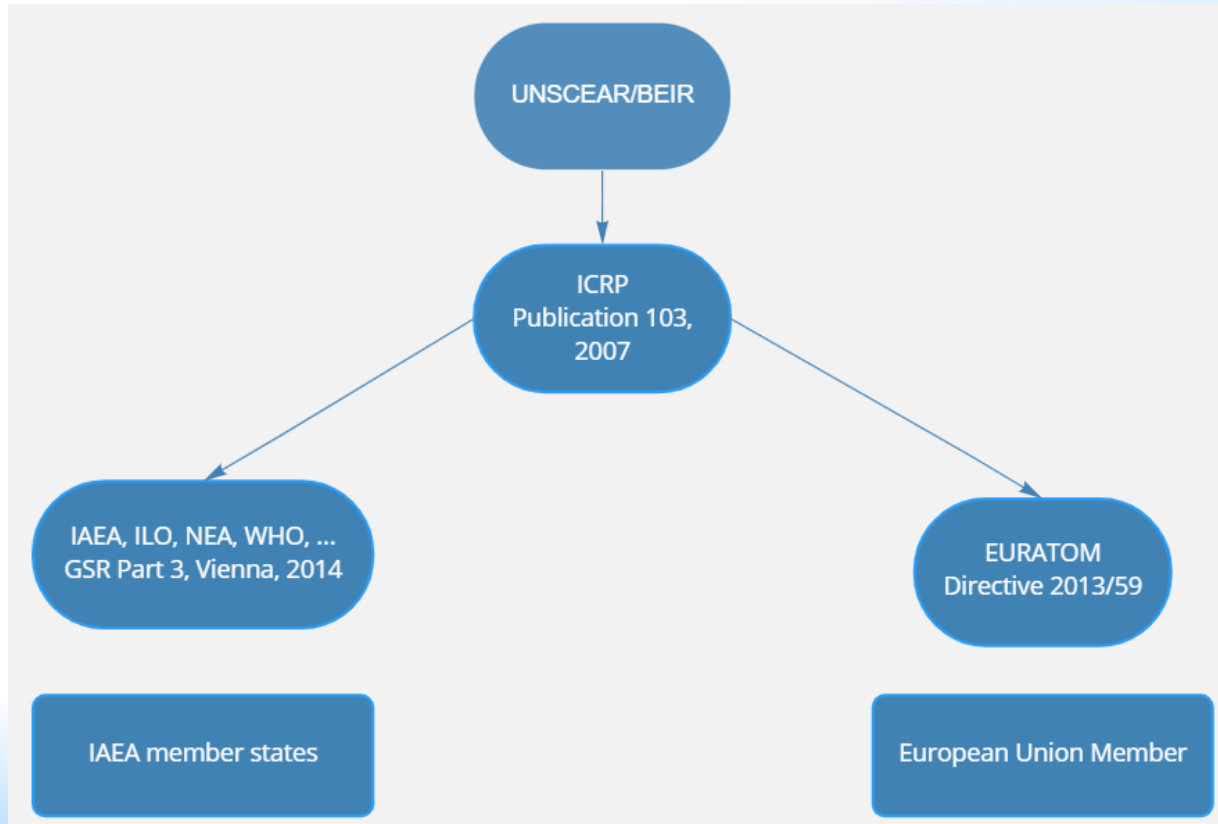 UNSCEAR/BEIR
ICRP
Publication 103,
2007
IAEA, ILO, NEA, WHO, ...
GSR Part 3, Vienna, 2014
EURATOM
Directive 2013/59
IAEA member states
European Union Member